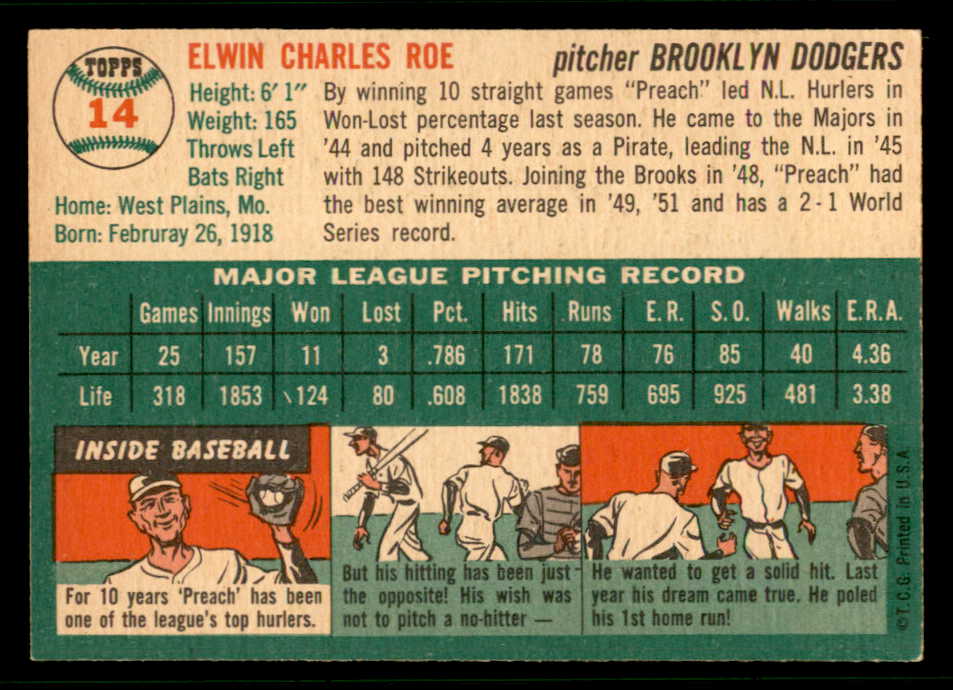 TOPPS
14
ELWIN CHARLES ROE
pitcher BROOKLYN DODGERS
Height: 6' 1"
Weight: 165
Throws Left
Bats Right
Home: West Plains, Mo.
Born: Februray 26, 1918
By winning 10 straight games "Preach" led N.L. Hurlers in
Won-Lost percentage last season. He came to the Majors in
'44 and pitched 4 years as a Pirate, leading the N.L. in '45
with 148 Strikeouts. Joining the Brooks in '48, "Preach" had
the best winning average in '49, '51 and has a 2-1 World
Series record.
MAJOR LEAGUE PITCHING RECORD
Games Innings Won Lost Pct. Hits Runs E.R. S.O. Walks E.R.A.
Year 25 157 11 3 .786 171 78 76 85 40 4.36
Life 318 1853 124 80 .608 1838 759 695 925 481 3.38
INSIDE BASEBALL
For 10 years 'Preach' has been
one of the league's top hurlers.
But his hitting has been just
the opposite! His wish was
not to pitch a no-hitter —
He wanted to get a solid hit. Last
year his dream came true. He poled
his 1st home run!
©T.C.G. Printed in U.S.A.